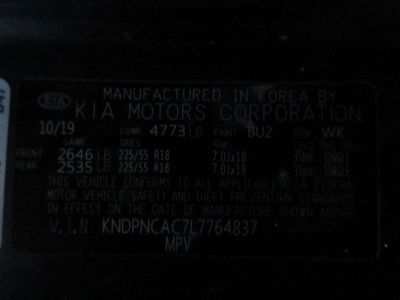 MANUFACTURED IN KOREA BY
KIA KIA MOTORS CORPORATION
10/19 GVWR 4773 LB PAINT BU2 TRIM WK
GAWR TIRES RIMS COLD
FRONT 2646 LB 225/55 R18 7.0Jx18 35psi SINGLE
REAR 2535 LB 225/55 R18 7.0Jx18 35psi SINGLE
THIS VEHICLE CONFORMS TO ALL APPLICABLE U.S.A. FEDERAL
MOTOR VEHICLE SAFETY AND THEFT PREVENTION STANDARDS
IN EFFECT ON THE DATE OF MANUFACTURE SHOWN ABOVE.
V.I.N KNDPNCAC7L7764837
MPV